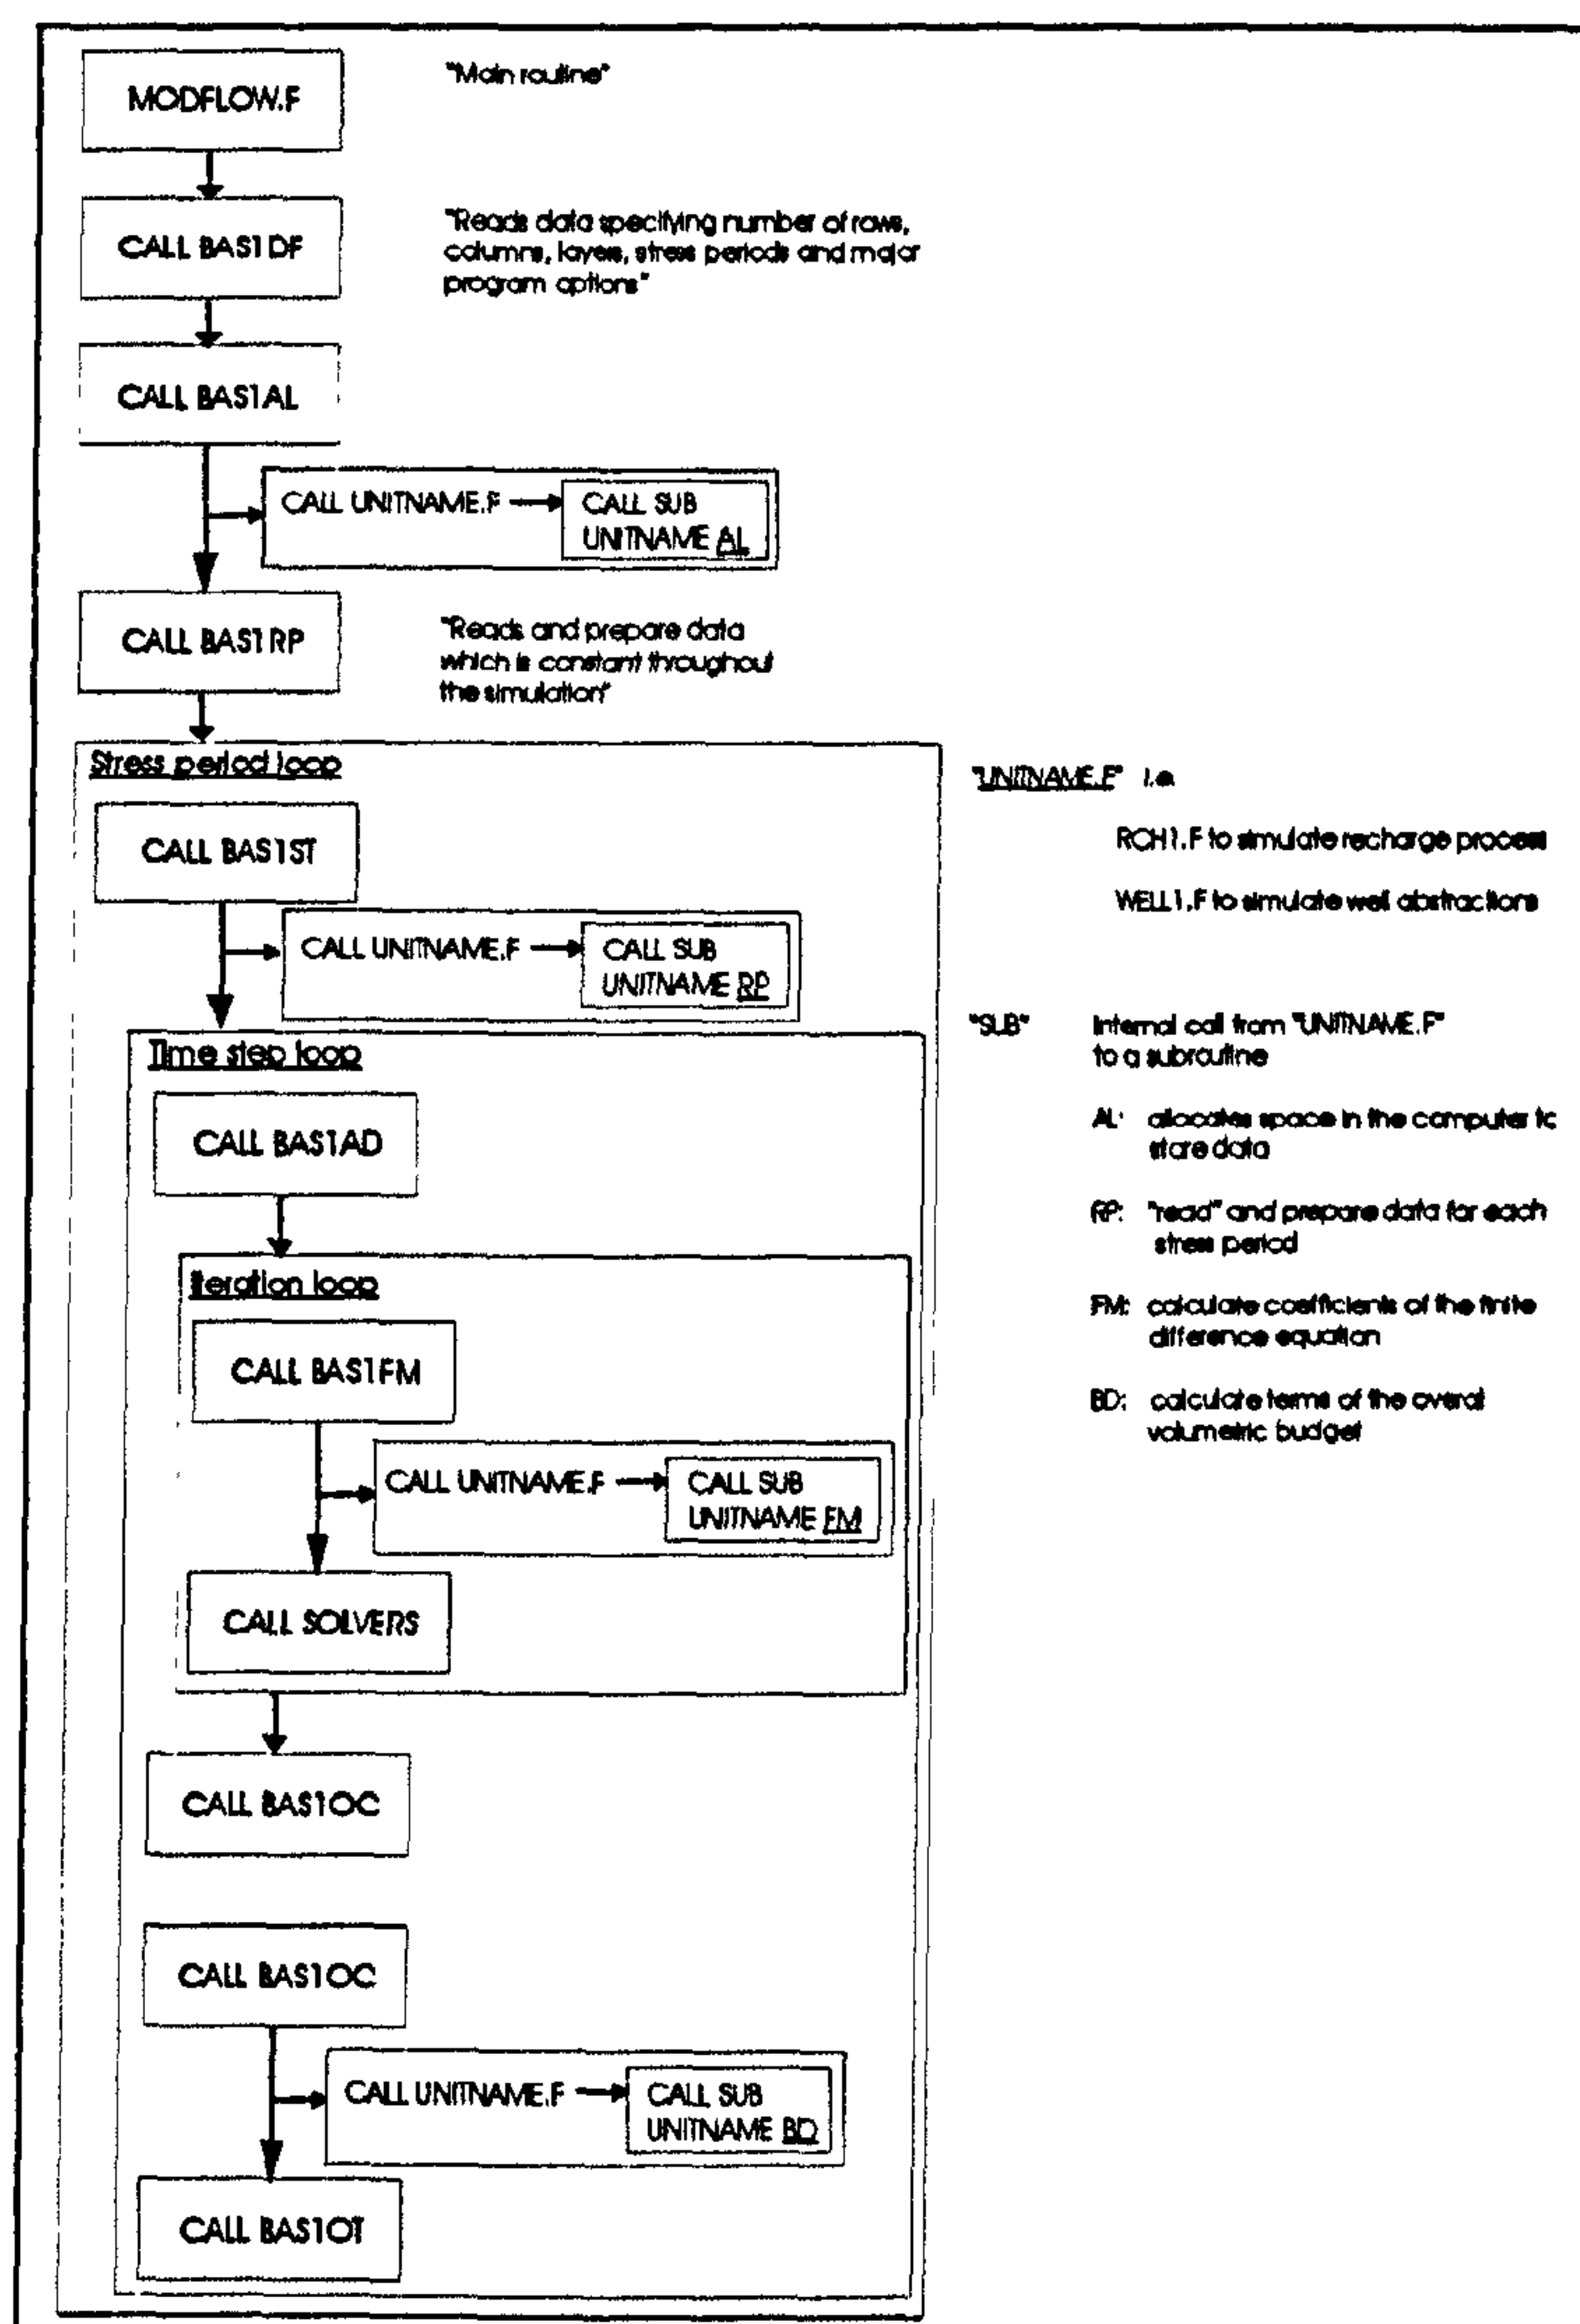 MODFLOW.F
"Main routine"
CALL BAS1DF
"Reads data specifying number of rows,
columns, layers, stress periods and major
program options"
CALL BAS1AL
CALL UNITNAME.F
CALL SUB
UNITNAME AL
CALL BAS1RP
"Reads and prepare data
which is constant throughout
the simulation"
Stress period loop
CALL BAS1ST
CALL UNITNAME.F
CALL SUB
UNITNAME RP
Time step loop
CALL BAS1AD
Iteration loop
CALL BAS1FM
CALL UNITNAME.F
CALL SUB
UNITNAME FM
CALL SOLVERS
CALL BAS1OC
CALL BAS1OC
CALL UNITNAME.F
CALL SUB
UNITNAME BD
CALL BAS1OT
"UNITNAME.F" i.e.
RCH1.F to simulate recharge process
WELL1.F to simulate well abstractions
"SUB" Internal call from "UNITNAME.F"
to a subroutine
AL: allocates space in the computer to
store data
RP: "read" and prepare data for each
stress period
FM: calculate coefficients of the finite
difference equation
BD: calculate terms of the overal
volumetric budget